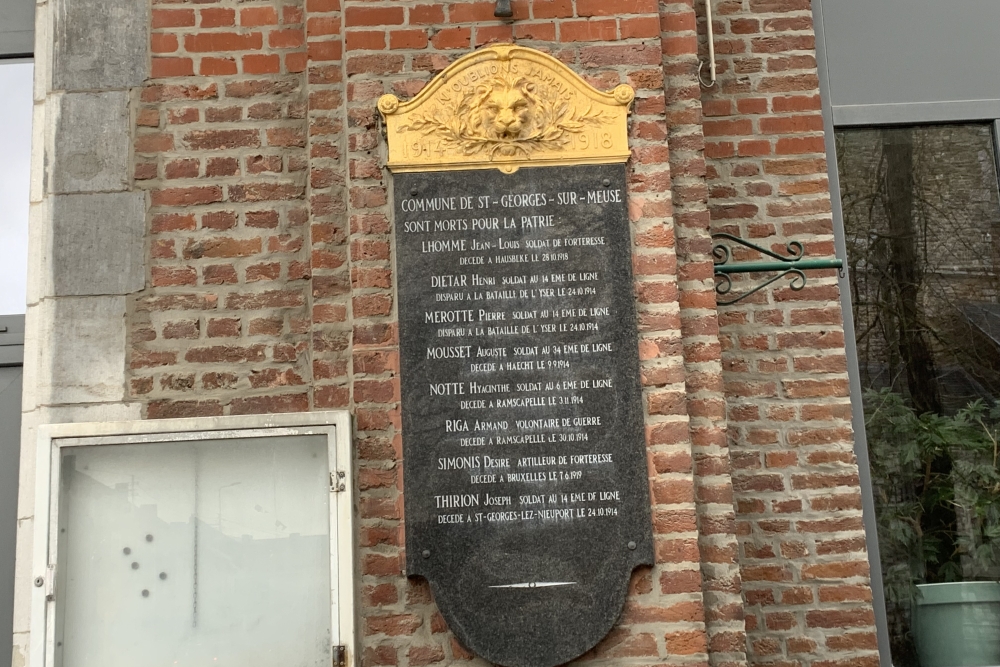 N'OUBLIONS JAMAIS
1914 1918
COMMUNE DE ST-GEORGES-SUR-MEUSE
SONT MORTS POUR LA PATRIE :
LHOMME JEAN-LOUIS SOLDAT DE FORTERESSE
DECEDE A HAUSBEKE LE 28.10.1918
DIETAR HENRI SOLDAT AU 14 EME DE LIGNE
DISPARU A LA BATAILLE DE L'YSER LE 24.10.1914
MEROTTE PIERRE SOLDAT AU 14 EME DE LIGNE
DISPARU A LA BATAILLE DE L'YSER LE 24.10.1914
MOUSSET AUGUSTE SOLDAT AU 34 EME DE LIGNE
DÉCEDE A HAECHT LE 9.9.1914
NOTTE HYACINTHE SOLDAT AU 6 EME DE LIGNE
DECEDE A RAMSCAPELLE LE 3.11.1914
RIGA ARMAND VOLONTAIRE DE GUERRE
DECEDE A RAMSCAPELLE LE 30.10.1914
SIMONIS DESIRE ARTILLEUR DE FORTERESSE
DECEDE A BRUXELLES LE 7.6.1919
THIRION JOSEPH SOLDAT AU 14 EME DE LIGNE
DECEDE A ST-GEORGES-LEZ-NIEUPORT LE 24.10.1914